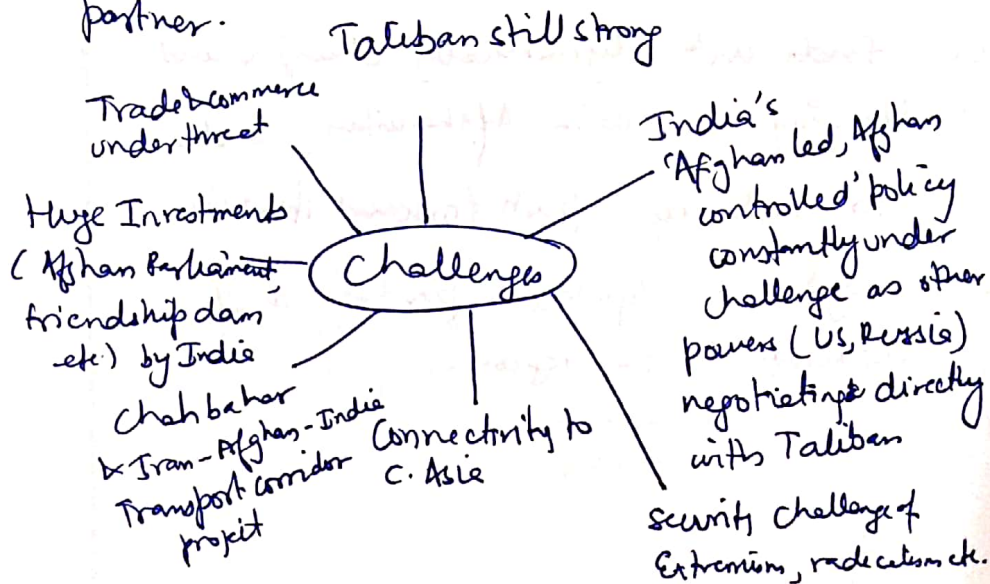 partner.
Taliban still strong
Trade & commerce
under threat
India's
'Afghan led, Afghan
controlled' policy
constantly under
challenge as other
powers (US, Russia)
negotiating directly
with Taliban
Huge Investments
(Afghan Parliament,
friendship dam
etc.) by India
Challenges
Chahbahar
& Iran-Afghan-India
Transport corridor
project
Connectivity to
C. Asia
security challenge of
Extremism, radicalism etc.